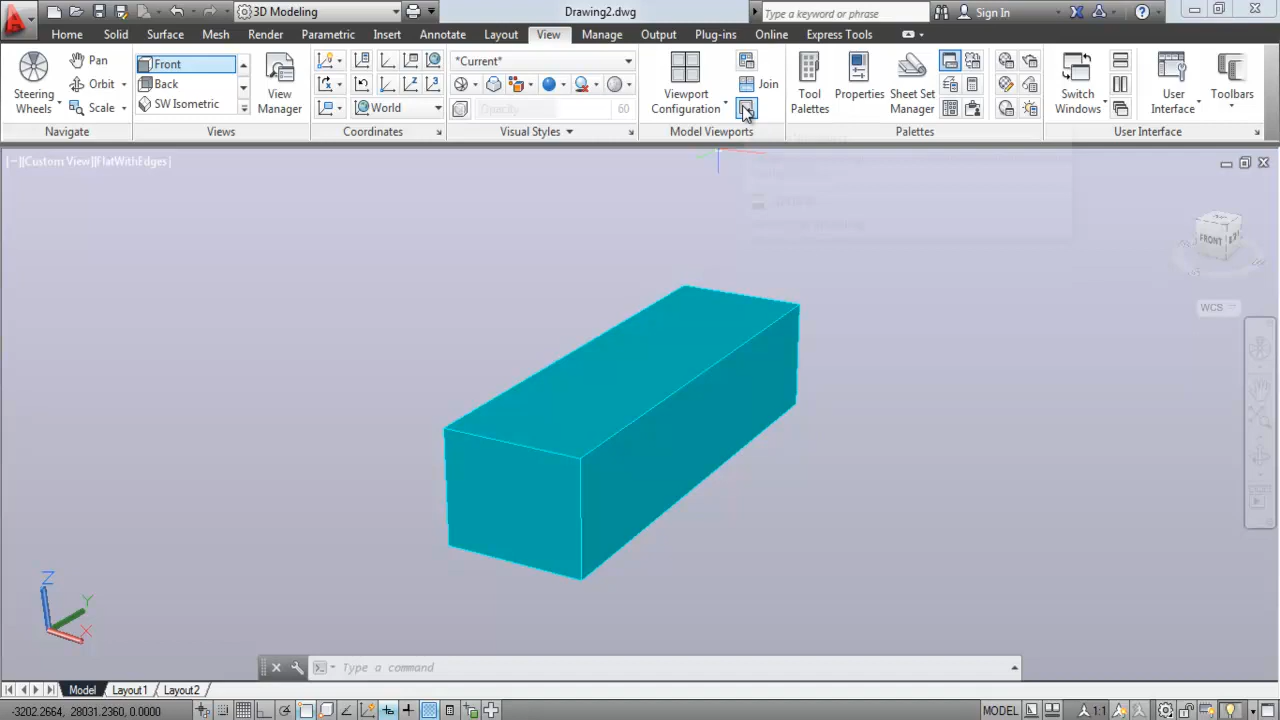 3D Modeling
Drawing2.dwg
Type a keyword or phrase
Sign In
Home Solid Surface Mesh Render Parametric Insert Annotate Layout View Manage Output Plug-ins Online Express Tools
Steering
Wheels
Pan
Orbit
Scale
Navigate
Front
Back
SW Isometric
View
Manager
Views
World
Coordinates
*Current*
Opacity 60
Visual Styles
Viewport
Configuration
Join
Model Viewports
Tool
Palettes
Properties
Sheet Set
Manager
Palettes
Switch
Windows
User
Interface
Toolbars
User Interface
[−][Custom View][FlatWithEdges]
FRONT
WCS
Z
Y
X
Type a command
Model Layout1 Layout2
-3202.2664, 28031.2360, 0.0000
MODEL
1:1